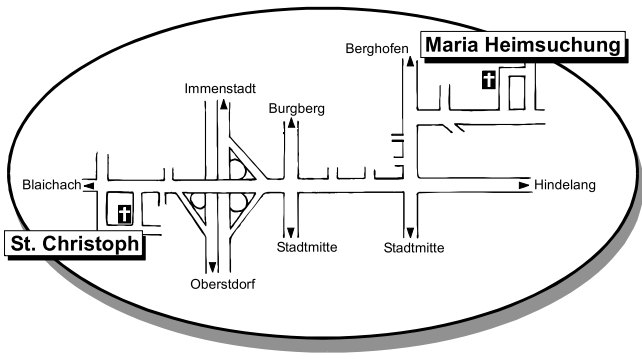 Berghofen
Maria Heimsuchung
Immenstadt
Burgberg
Blaichach
Hindelang
St. Christoph
Stadtmitte
Stadtmitte
Oberstdorf